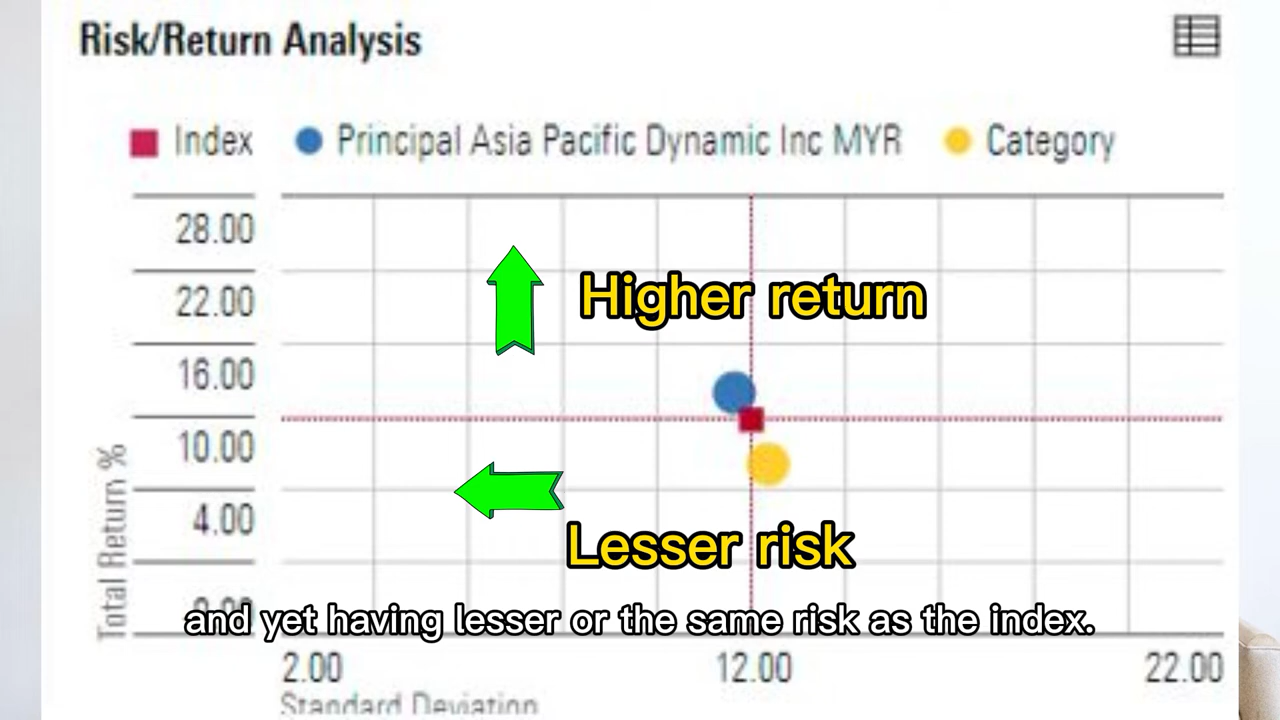 Risk/Return Analysis
Index Principal Asia Pacific Dynamic Inc MYR Category
28.00
22.00
16.00
10.00
4.00
Total Return %
Higher return
Lesser risk
and yet having lesser or the same risk as the index.
2.00 12.00 22.00
Standard Deviation